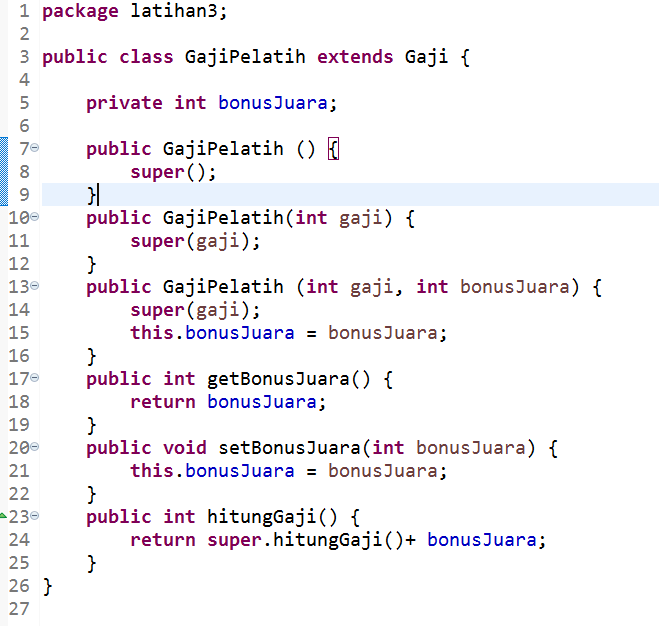 1 package latihan3;
2
3 public class GajiPelatih extends Gaji {
4
5     private int bonusJuara;
6
7     public GajiPelatih () {
8         super();
9     }
10     public GajiPelatih(int gaji) {
11         super(gaji);
12     }
13     public GajiPelatih (int gaji, int bonusJuara) {
14         super(gaji);
15         this.bonusJuara = bonusJuara;
16     }
17     public int getBonusJuara() {
18         return bonusJuara;
19     }
20     public void setBonusJuara(int bonusJuara) {
21         this.bonusJuara = bonusJuara;
22     }
23     public int hitungGaji() {
24         return super.hitungGaji()+ bonusJuara;
25     }
26 }
27